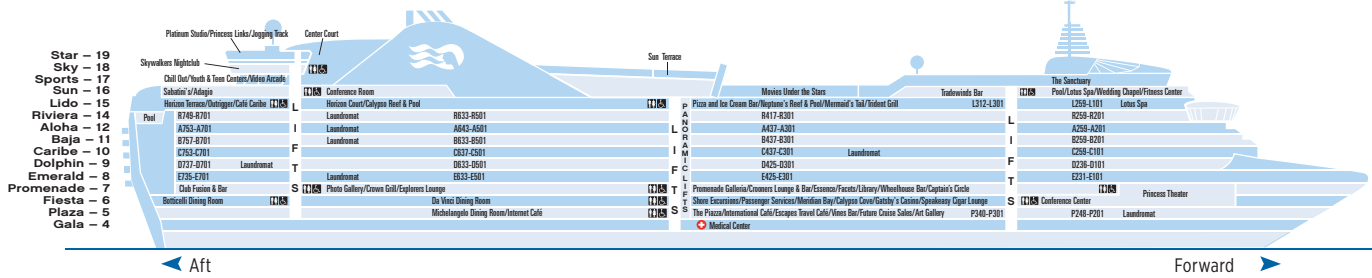 Platinum Studio/Princess Links/Jogging Track Center Court
Star – 19
Sky – 18 Skywalkers Nightclub Sun Terrace
Sports – 17 Chill Out/Youth & Teen Centers/Video Arcade The Sanctuary
Sun – 16 Sabatini's/Adagio Conference Room Movies Under the Stars Tradewinds Bar Pool/Lotus Spa/Wedding Chapel/Fitness Center
Lido – 15 Horizon Terrace/Outrigger/Café Caribe Horizon Court/Calypso Reef & Pool Pizza and Ice Cream Bar/Neptune's Reef & Pool/Mermaid's Tail/Trident Grill L312-L301 L259-L101 Lotus Spa
Riviera – 14 Pool R749-R701 Laundromat R633-R501 R417-R301 R259-R201
Aloha – 12 A753-A701 Laundromat A643-A501 A437-A301 A259-A201
Baja – 11 B757-B701 Laundromat B633-B501 B437-B301 B259-B201
Caribe – 10 C753-C701 C637-C501 C437-C301 Laundromat C259-C101
Dolphin – 9 D737-D701 Laundromat D633-D501 D425-D301 D236-D101
Emerald – 8 E735-E701 Laundromat E633-E501 E425-E301 E231-E101
Promenade – 7 Club Fusion & Bar Photo Gallery/Crown Grill/Explorers Lounge Promenade Galleria/Crooners Lounge & Bar/Essence/Facets/Library/Wheelhouse Bar/Captain's Circle Princess Theater
Fiesta – 6 Botticelli Dining Room Da Vinci Dining Room Shore Excursions/Passenger Services/Meridian Bay/Calypso Cove/Gatsby's Casino/Speakeasy Cigar Lounge Conference Center
Plaza – 5 Michelangelo Dining Room/Internet Café The Piazza/International Café/Escapes Travel Café/Vines Bar/Future Cruise Sales/Art Gallery P340-P301 P248-P201 Laundromat
Gala – 4 Medical Center
LIFTS
LIFTS
PANORAMIC LIFTS
LIFTS
Aft Forward